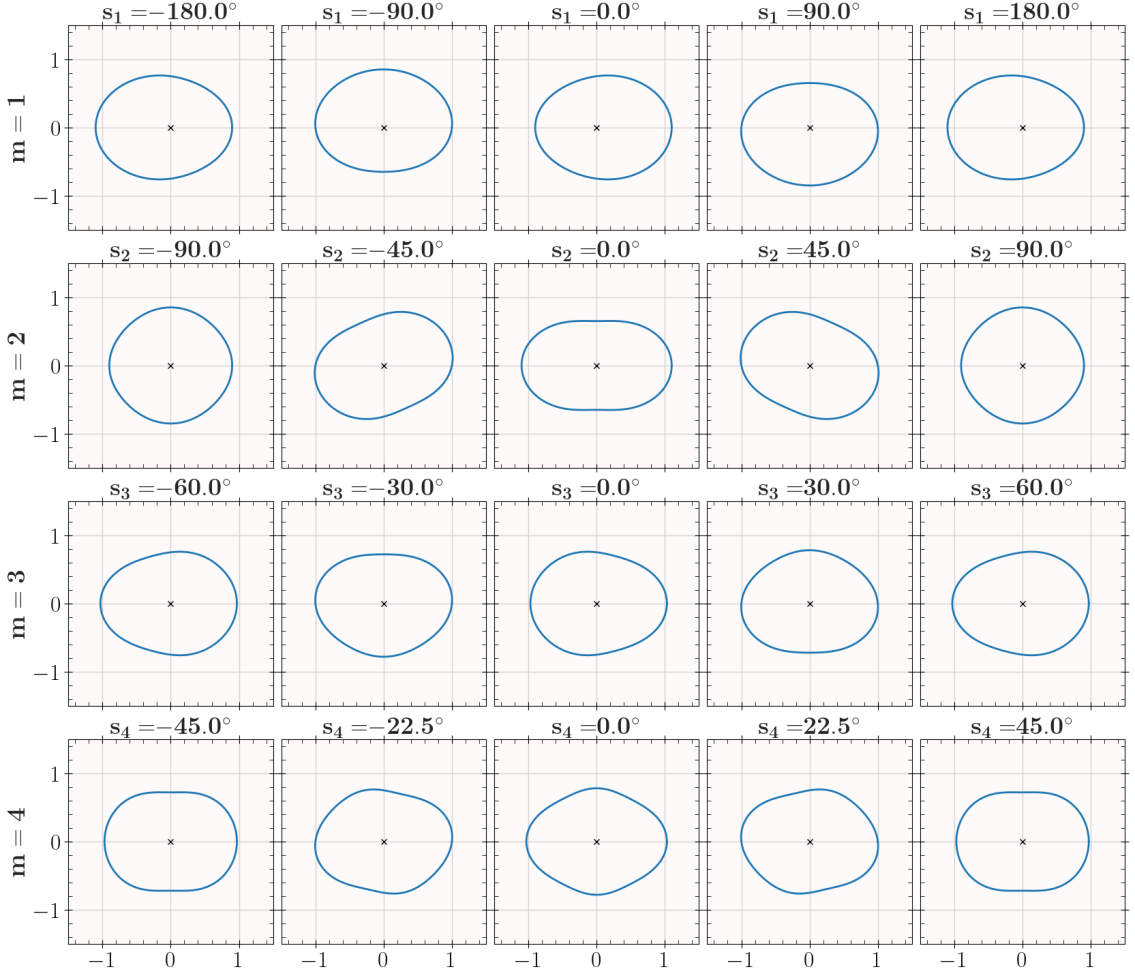 s₁ =−180.0° s₁ =−90.0° s₁ =0.0° s₁ =90.0° s₁ =180.0°
1
0
−1
m = 1
s₂ =−90.0° s₂ =−45.0° s₂ =0.0° s₂ =45.0° s₂ =90.0°
1
0
−1
m = 2
s₃ =−60.0° s₃ =−30.0° s₃ =0.0° s₃ =30.0° s₃ =60.0°
1
0
−1
m = 3
s₄ =−45.0° s₄ =−22.5° s₄ =0.0° s₄ =22.5° s₄ =45.0°
1
0
−1
m = 4
−1 0 1 −1 0 1 −1 0 1 −1 0 1 −1 0 1